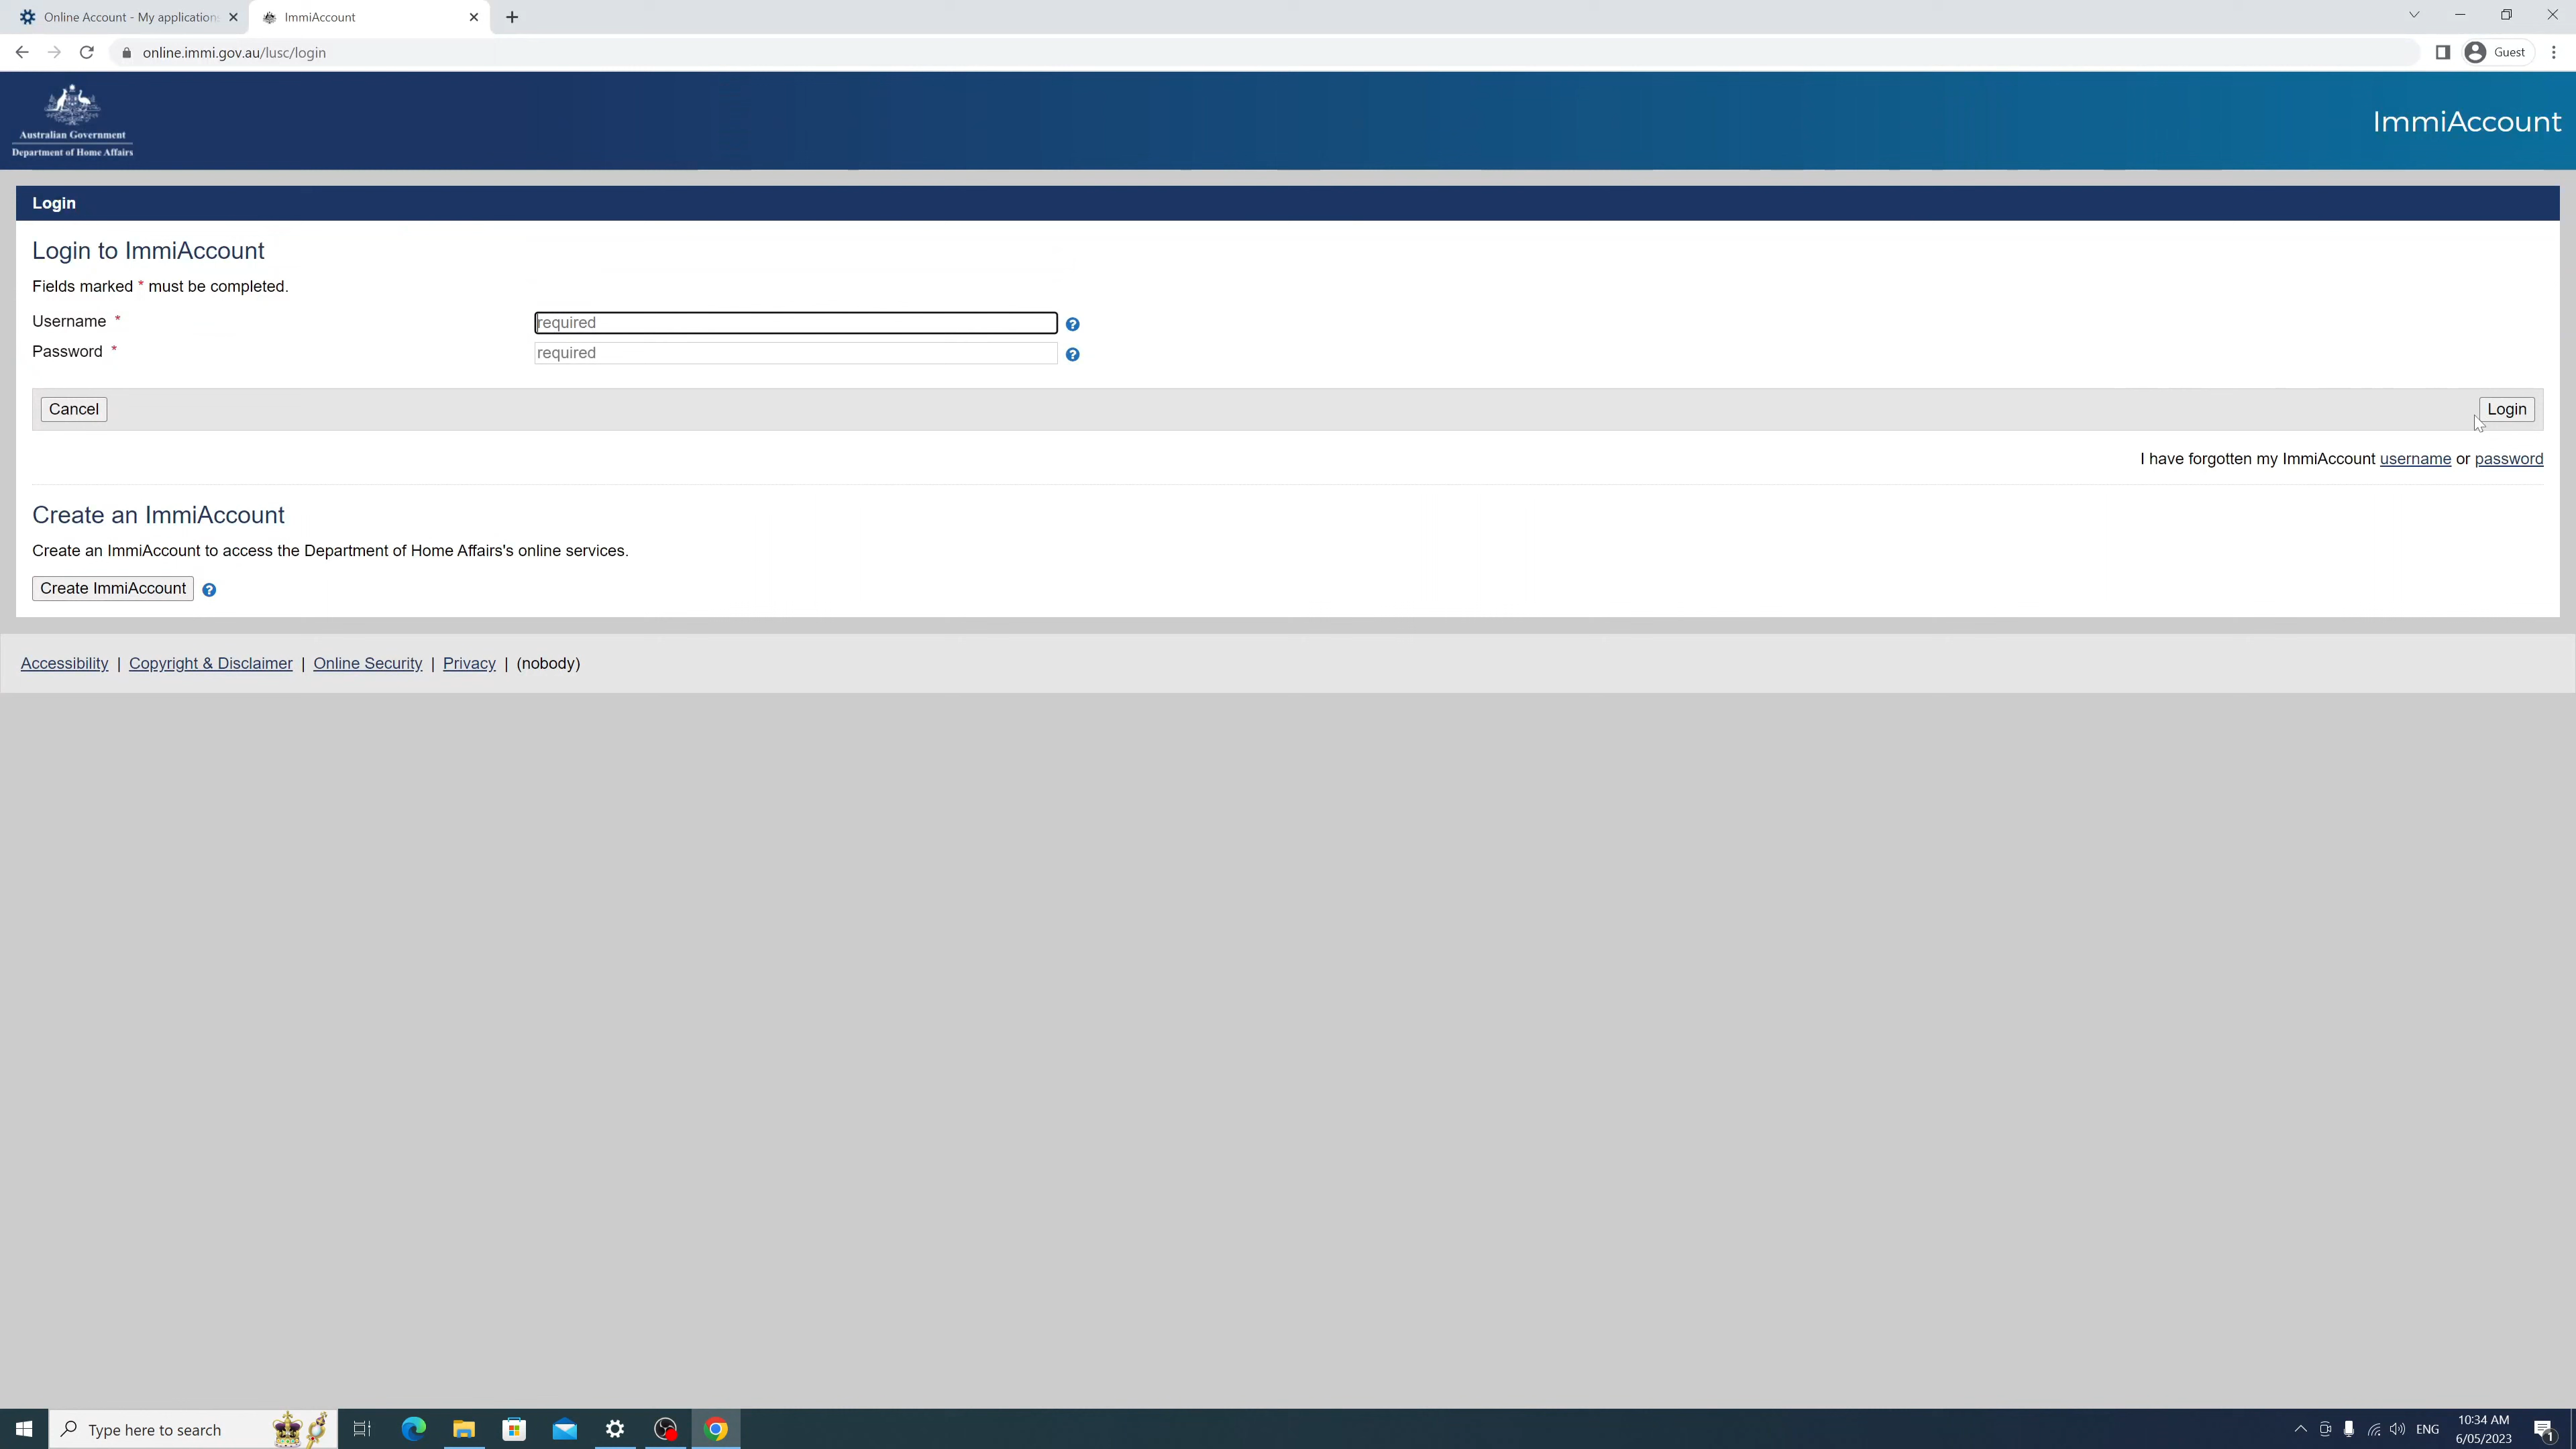 Online Account - My application
ImmiAccount
online.immi.gov.au/lusc/login
Guest
Australian Government
Department of Home Affairs
ImmiAccount
Login
Login to ImmiAccount
Fields marked * must be completed.
Username *
required
Password *
required
Cancel
Login
I have forgotten my ImmiAccount username or password
Create an ImmiAccount
Create an ImmiAccount to access the Department of Home Affairs's online services.
Create ImmiAccount
Accessibility | Copyright & Disclaimer | Online Security | Privacy | (nobody)
Type here to search
ENG
10:34 AM
6/05/2023
1